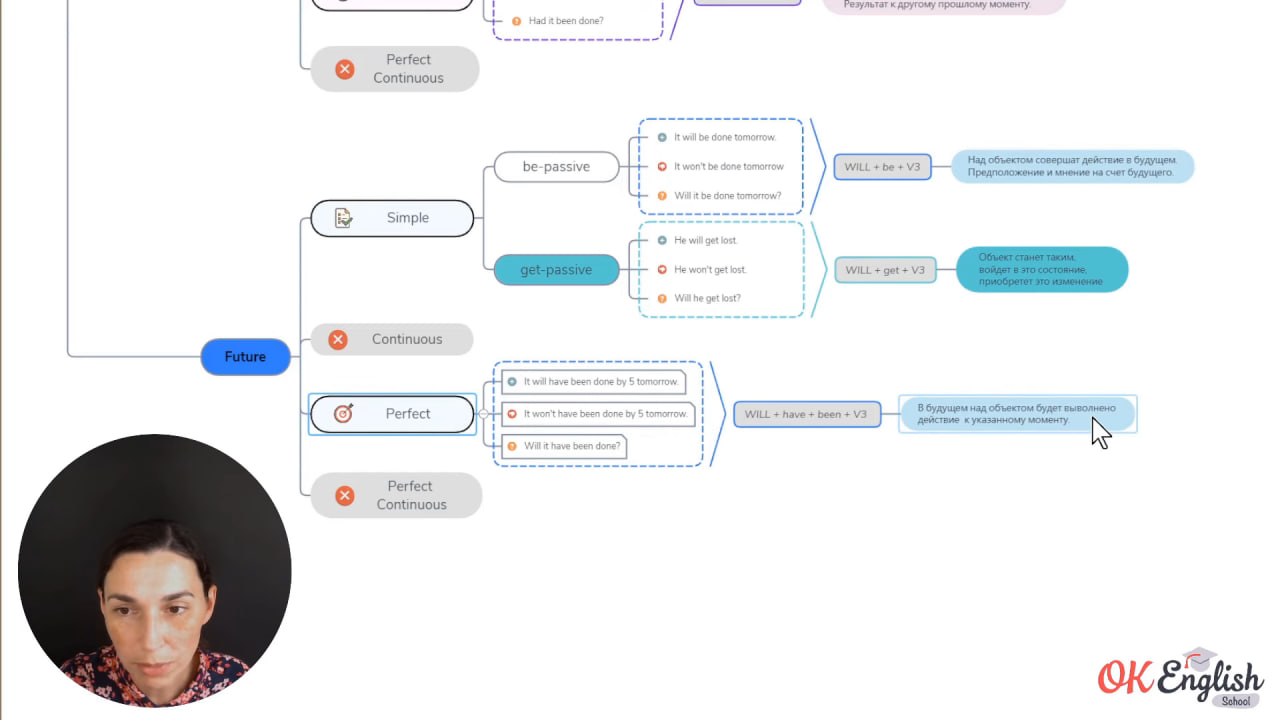 Результат к другому прошлому моменту.
Had it been done?
Perfect
Continuous
It will be done tomorrow.
be-passive
It won't be done tomorrow
WILL + be + V3
Над объектом совершат действие в будущем.
Предположение и мнение на счет будущего.
Will it be done tomorrow?
Simple
He will get lost.
get-passive
He won't get lost.
WILL + get + V3
Объект станет таким,
войдет в это состояние,
приобретет это изменение
Will he get lost?
Continuous
Future
It will have been done by 5 tomorrow.
Perfect
It won't have been done by 5 tomorrow.
WILL + have + been + V3
В будущем над объектом будет выволнено
действие к указанному моменту.
Will it have been done?
Perfect
Continuous
OK English
School